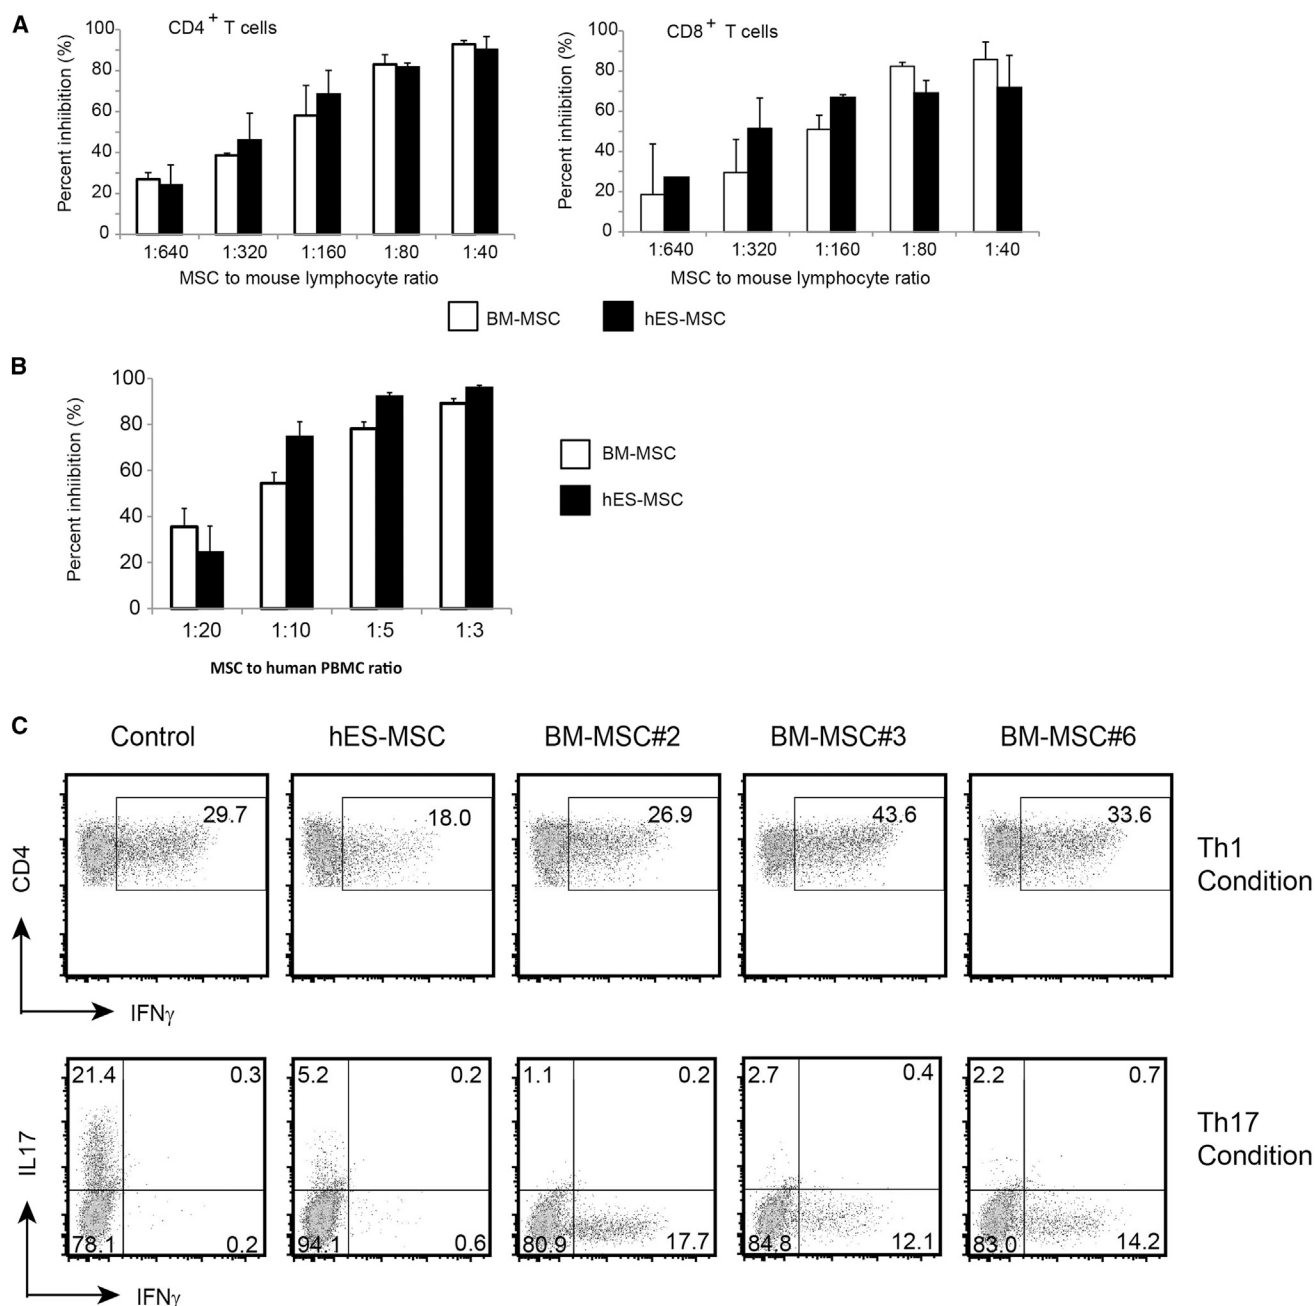 A
CD4 + T cells
Percent inhiibition (%)
100
80
60
40
20
0
1:640 1:320 1:160 1:80 1:40
MSC to mouse lymphocyte ratio
CD8 + T cells
Percent inhiibition (%)
100
80
60
40
20
0
1:640 1:320 1:160 1:80 1:40
MSC to mouse lymphocyte ratio
BM-MSC hES-MSC
B
Percent inhiibition (%)
100
80
60
40
20
0
1:20 1:10 1:5 1:3
MSC to human PBMC ratio
BM-MSC
hES-MSC
C
Control hES-MSC BM-MSC#2 BM-MSC#3 BM-MSC#6
CD4
29.7 18.0 26.9 43.6 33.6
Th1
Condition
IFNγ
IL17
21.4 0.3 5.2 0.2 1.1 0.2 2.7 0.4 2.2 0.7
Th17
Condition
78.1 0.2 94.1 0.6 80.9 17.7 84.8 12.1 83.0 14.2
IFNγ